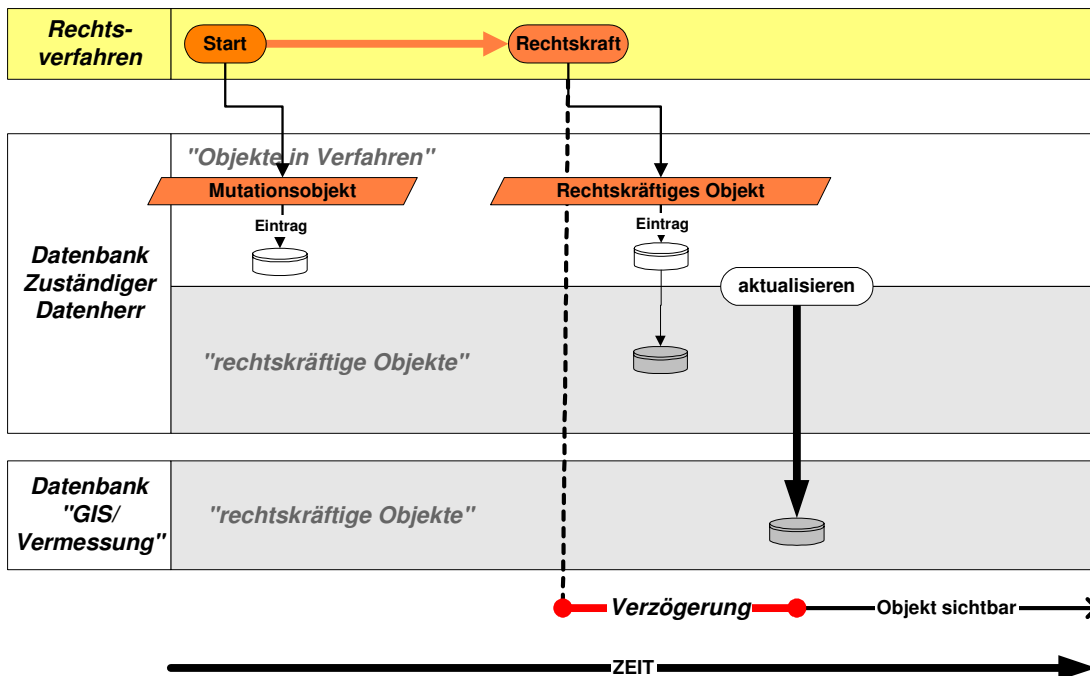 Rechts-
verfahren
Start
Rechtskraft
"Objekte in Verfahren"
Mutationsobjekt
Rechtskräftiges Objekt
Eintrag
Eintrag
Datenbank
Zuständiger
Datenherr
aktualisieren
"rechtskräftige Objekte"
Datenbank
"GIS/
Vermessung"
"rechtskräftige Objekte"
Verzögerung
Objekt sichtbar
ZEIT